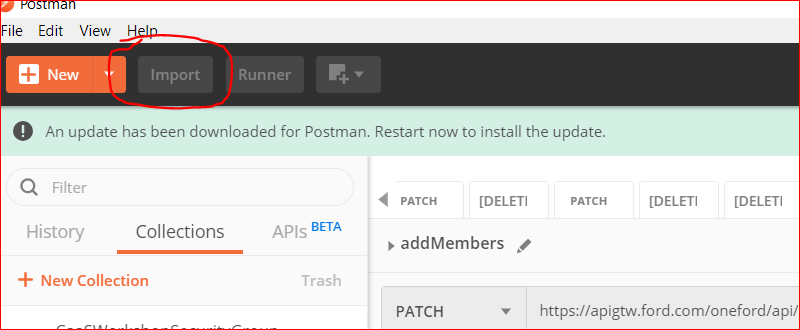 Postman
File Edit View Help
New Import Runner
An update has been downloaded for Postman. Restart now to install the update.
Filter
PATCH [DELETI PATCH [DELETI [DELETI
History Collections APIs BETA
addMembers
+ New Collection Trash
PATCH https://apigtw.ford.com/oneford/api/
CaaSWorkshopSecurityGroup